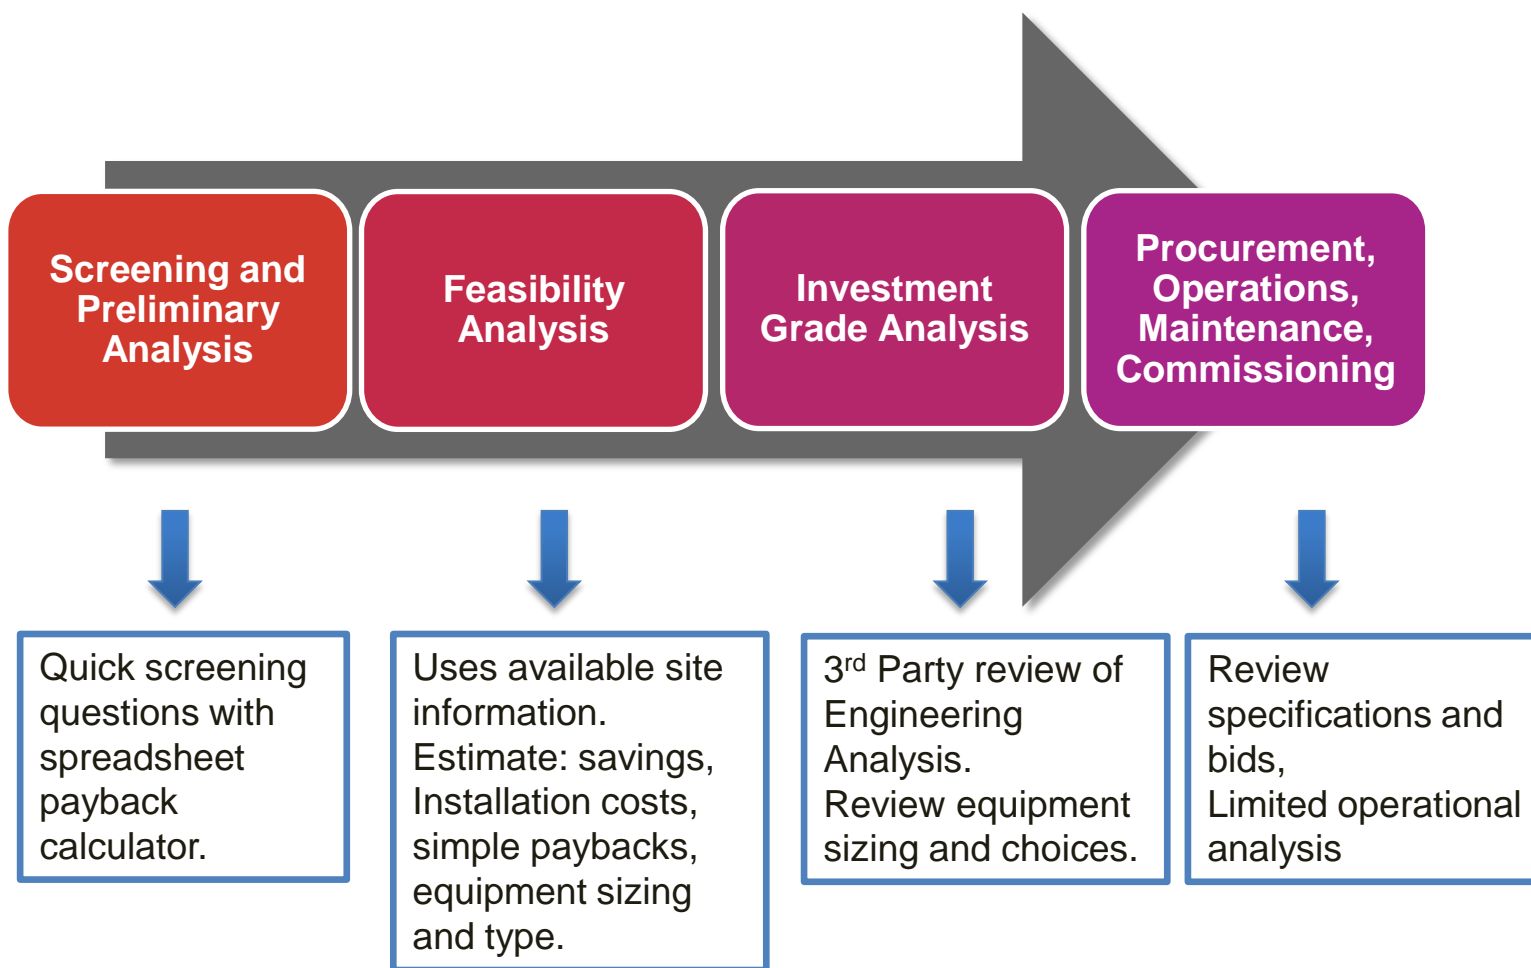 Screening and
Preliminary
Analysis
Feasibility
Analysis
Investment
Grade Analysis
Procurement,
Operations,
Maintenance,
Commissioning
Quick screening
questions with
spreadsheet
payback
calculator.
Uses available site
information.
Estimate: savings,
Installation costs,
simple paybacks,
equipment sizing
and type.
3rd Party review of
Engineering
Analysis.
Review equipment
sizing and choices.
Review
specifications and
bids,
Limited operational
analysis